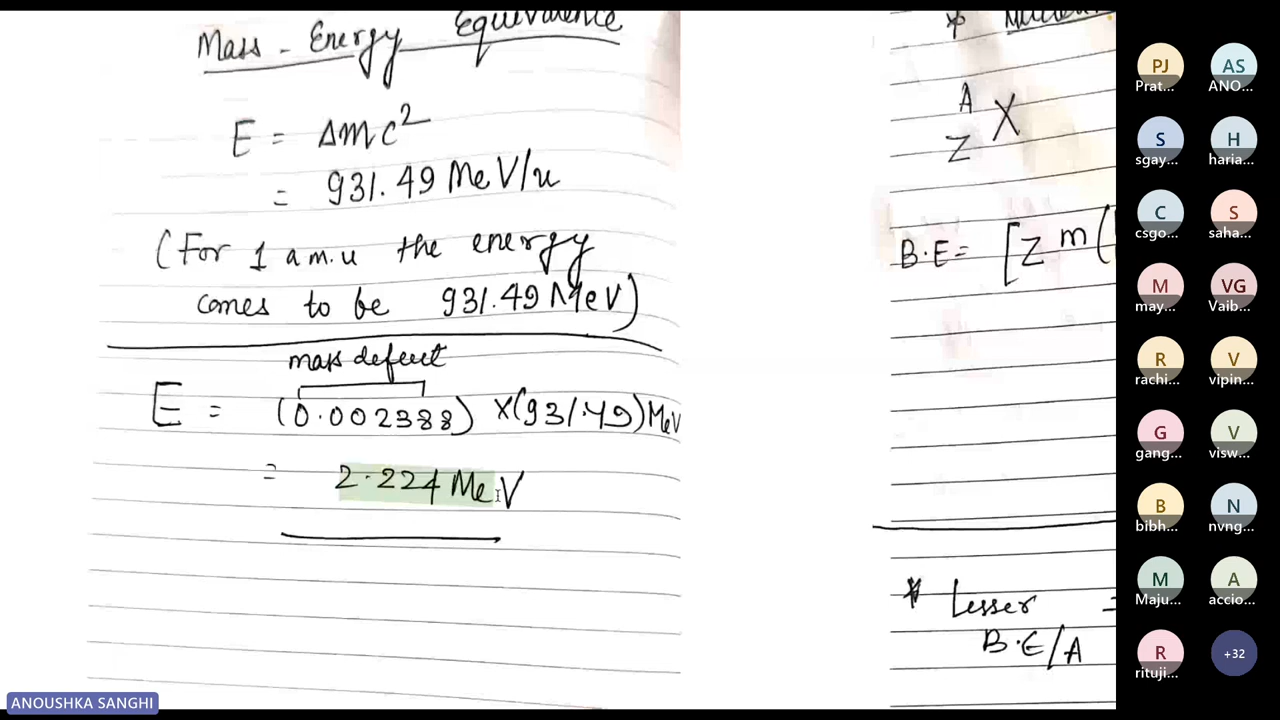 Mass - Energy Equivalence
E = Δmc²
= 931.49 MeV/u
(For 1 a.m.u the energy
comes to be 931.49 MeV)
mass defect
E = (0.002388) x(931.49)MeV
= 2.224 MeV
A
X
Z
B.E= [Z m(
* Lesser =
B.E/A
PJ
Prat...
AS
ANO...
S
sgay...
H
haria...
C
csgo...
S
saha...
M
may...
VG
Vaib...
R
rachi...
V
vipin...
G
gang...
V
visw...
B
bibh...
N
nvng...
M
Maju...
A
accio...
R
rituji...
+32
ANOUSHKA SANGHI